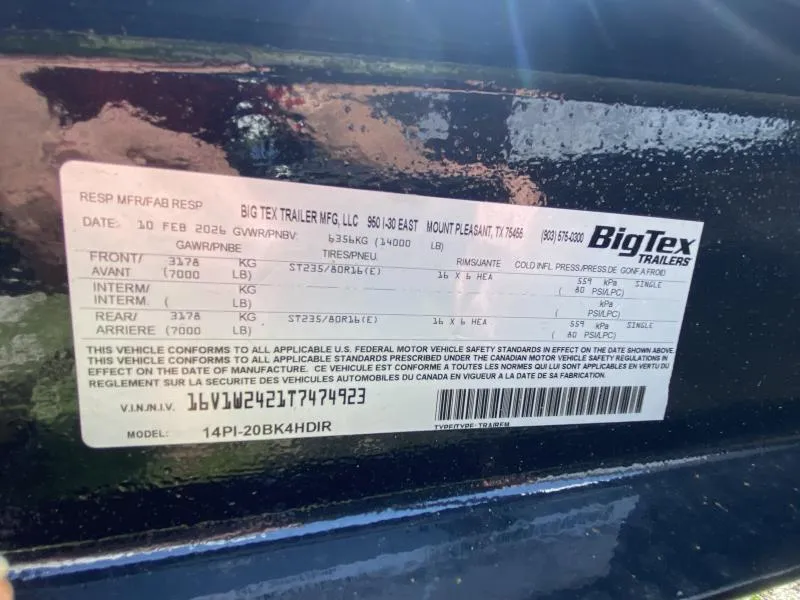 RESP MFR/FAB RESP BIG TEX TRAILER MFG, LLC 950 I-30 EAST MOUNT PLEASANT, TX 75455 (903) 575-0300 BigTex
TRAILERS
DATE: 10 FEB 2026 GVWR/PNBV: 6356KG (14000 LB)
GAWR/PNBE TIRES/PNEU. RIMS/JANTE COLD INFL. PRESS/PRESS.DE GONF.A FROID
FRONT/ 3178 KG ST235/80R16(E) 16 X 6 HEA 559 kPa SINGLE
AVANT (7000 LB) ( 80 PSI/LPC)
INTERM/ KG kPa
INTERM. ( LB) ( PSI/LPC)
REAR/ 3178 KG ST235/80R16(E) 16 X 6 HEA 559 kPa SINGLE
ARRIERE (7000 LB) ( 80 PSI/LPC)
THIS VEHICLE CONFORMS TO ALL APPLICABLE U.S. FEDERAL MOTOR VEHICLE SAFETY STANDARDS IN EFFECT ON THE DATE SHOWN ABOVE.
THIS VEHICLE CONFORMS TO ALL APPLICABLE STANDARDS PRESCRIBED UNDER THE CANADIAN MOTOR VEHICLE SAFETY REGULATIONS IN
EFFECT ON THE DATE OF MANUFACTURE. CE VEHICULE EST CONFORME A TOUTES LES NORMES QUI LUI SONT APPLICABLES EN VERTU DU
REGLEMENT SUR LA SECURITE DES VEHICULES AUTOMOBILES DU CANADA EN VIGUEUR A LA DATE DE SA FABRICATION.
V.I.N./N.I.V. 16V1W2421T7474923
MODEL: 14PI-20BK4HDIR TYPE/TYPE: TRA/REM